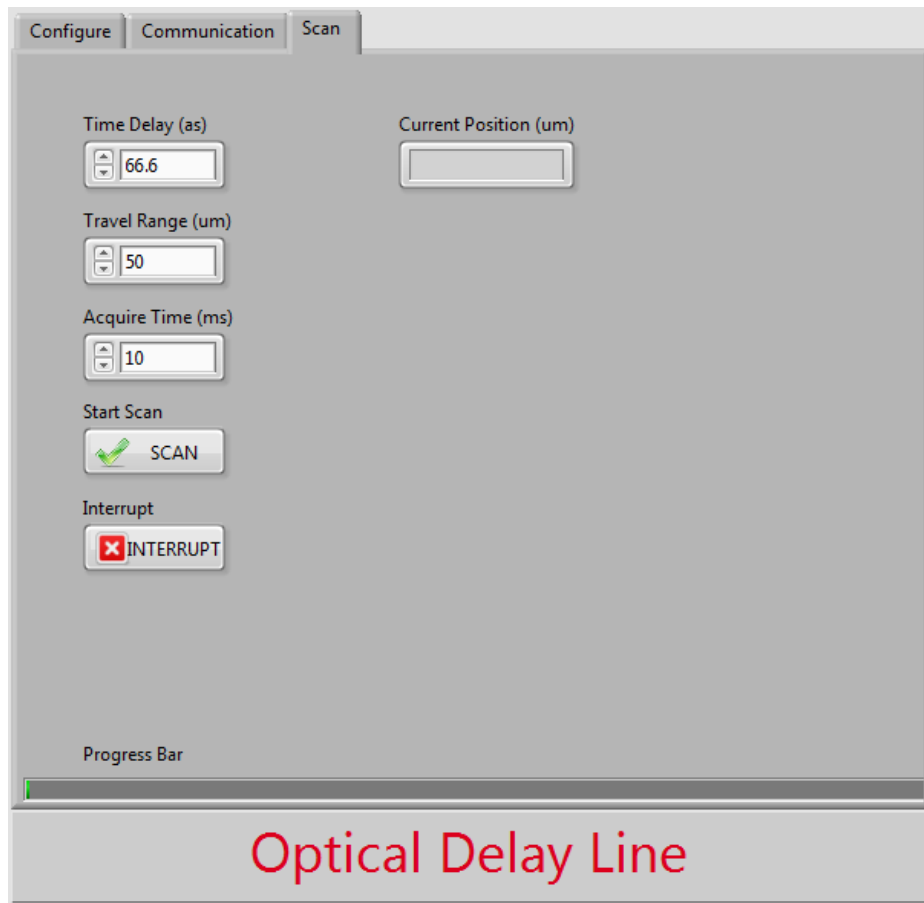 Configure Communication Scan
Time Delay (as)
66.6
Current Position (um)
Travel Range (um)
50
Acquire Time (ms)
10
Start Scan
SCAN
Interrupt
INTERRUPT
Progress Bar
Optical Delay Line